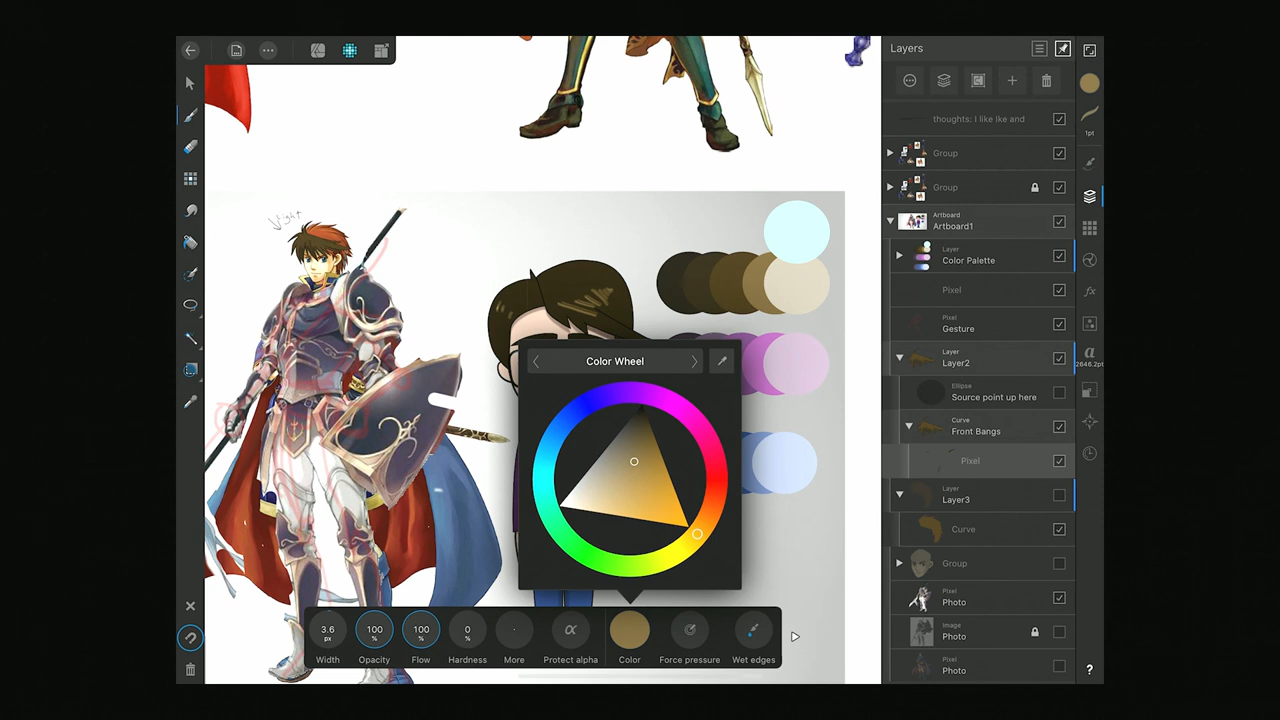 Layers
thoughts: I like Ike and
1pt
Group
Group
Artboard
Artboard1
Layer
Color Palette
Pixel
fx
Pixel
Gesture
Layer
Layer2
a
2646.2pt
Ellipse
Source point up here
Curve
Front Bangs
Pixel
Layer
Layer3
Curve
Group
Pixel
Photo
Image
Photo
Pixel
Photo
?
Color Wheel
3.6
px
100
%
100
%
0
%
α
Width
Opacity
Flow
Hardness
More
Protect alpha
Color
Force pressure
Wet edges